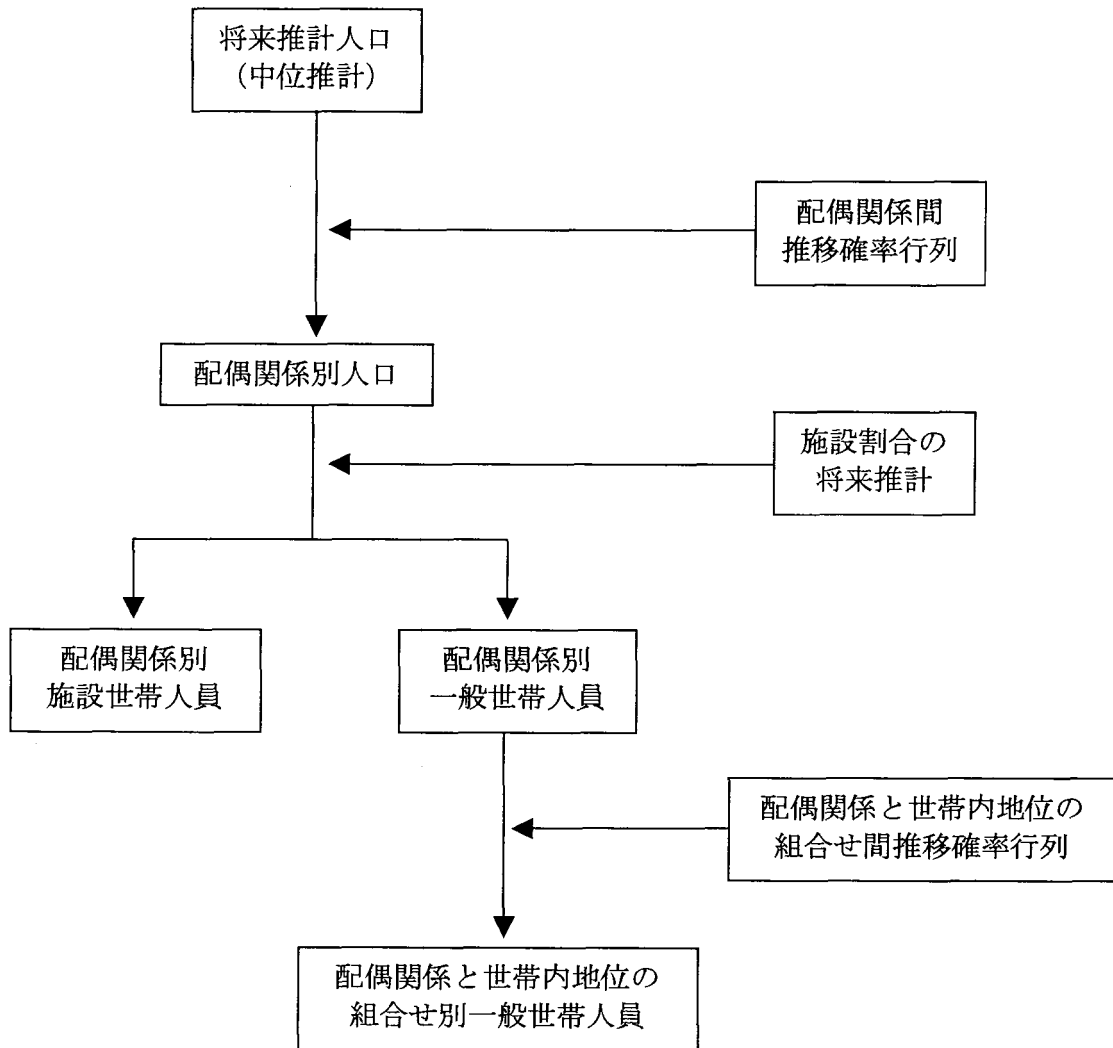 将来推計人口
（中位推計）
配偶関係間
推移確率行列
配偶関係別人口
施設割合の
将来推計
配偶関係別
施設世帯人員
配偶関係別
一般世帯人員
配偶関係と世帯内地位の
組合せ間推移確率行列
配偶関係と世帯内地位の
組合せ別一般世帯人員